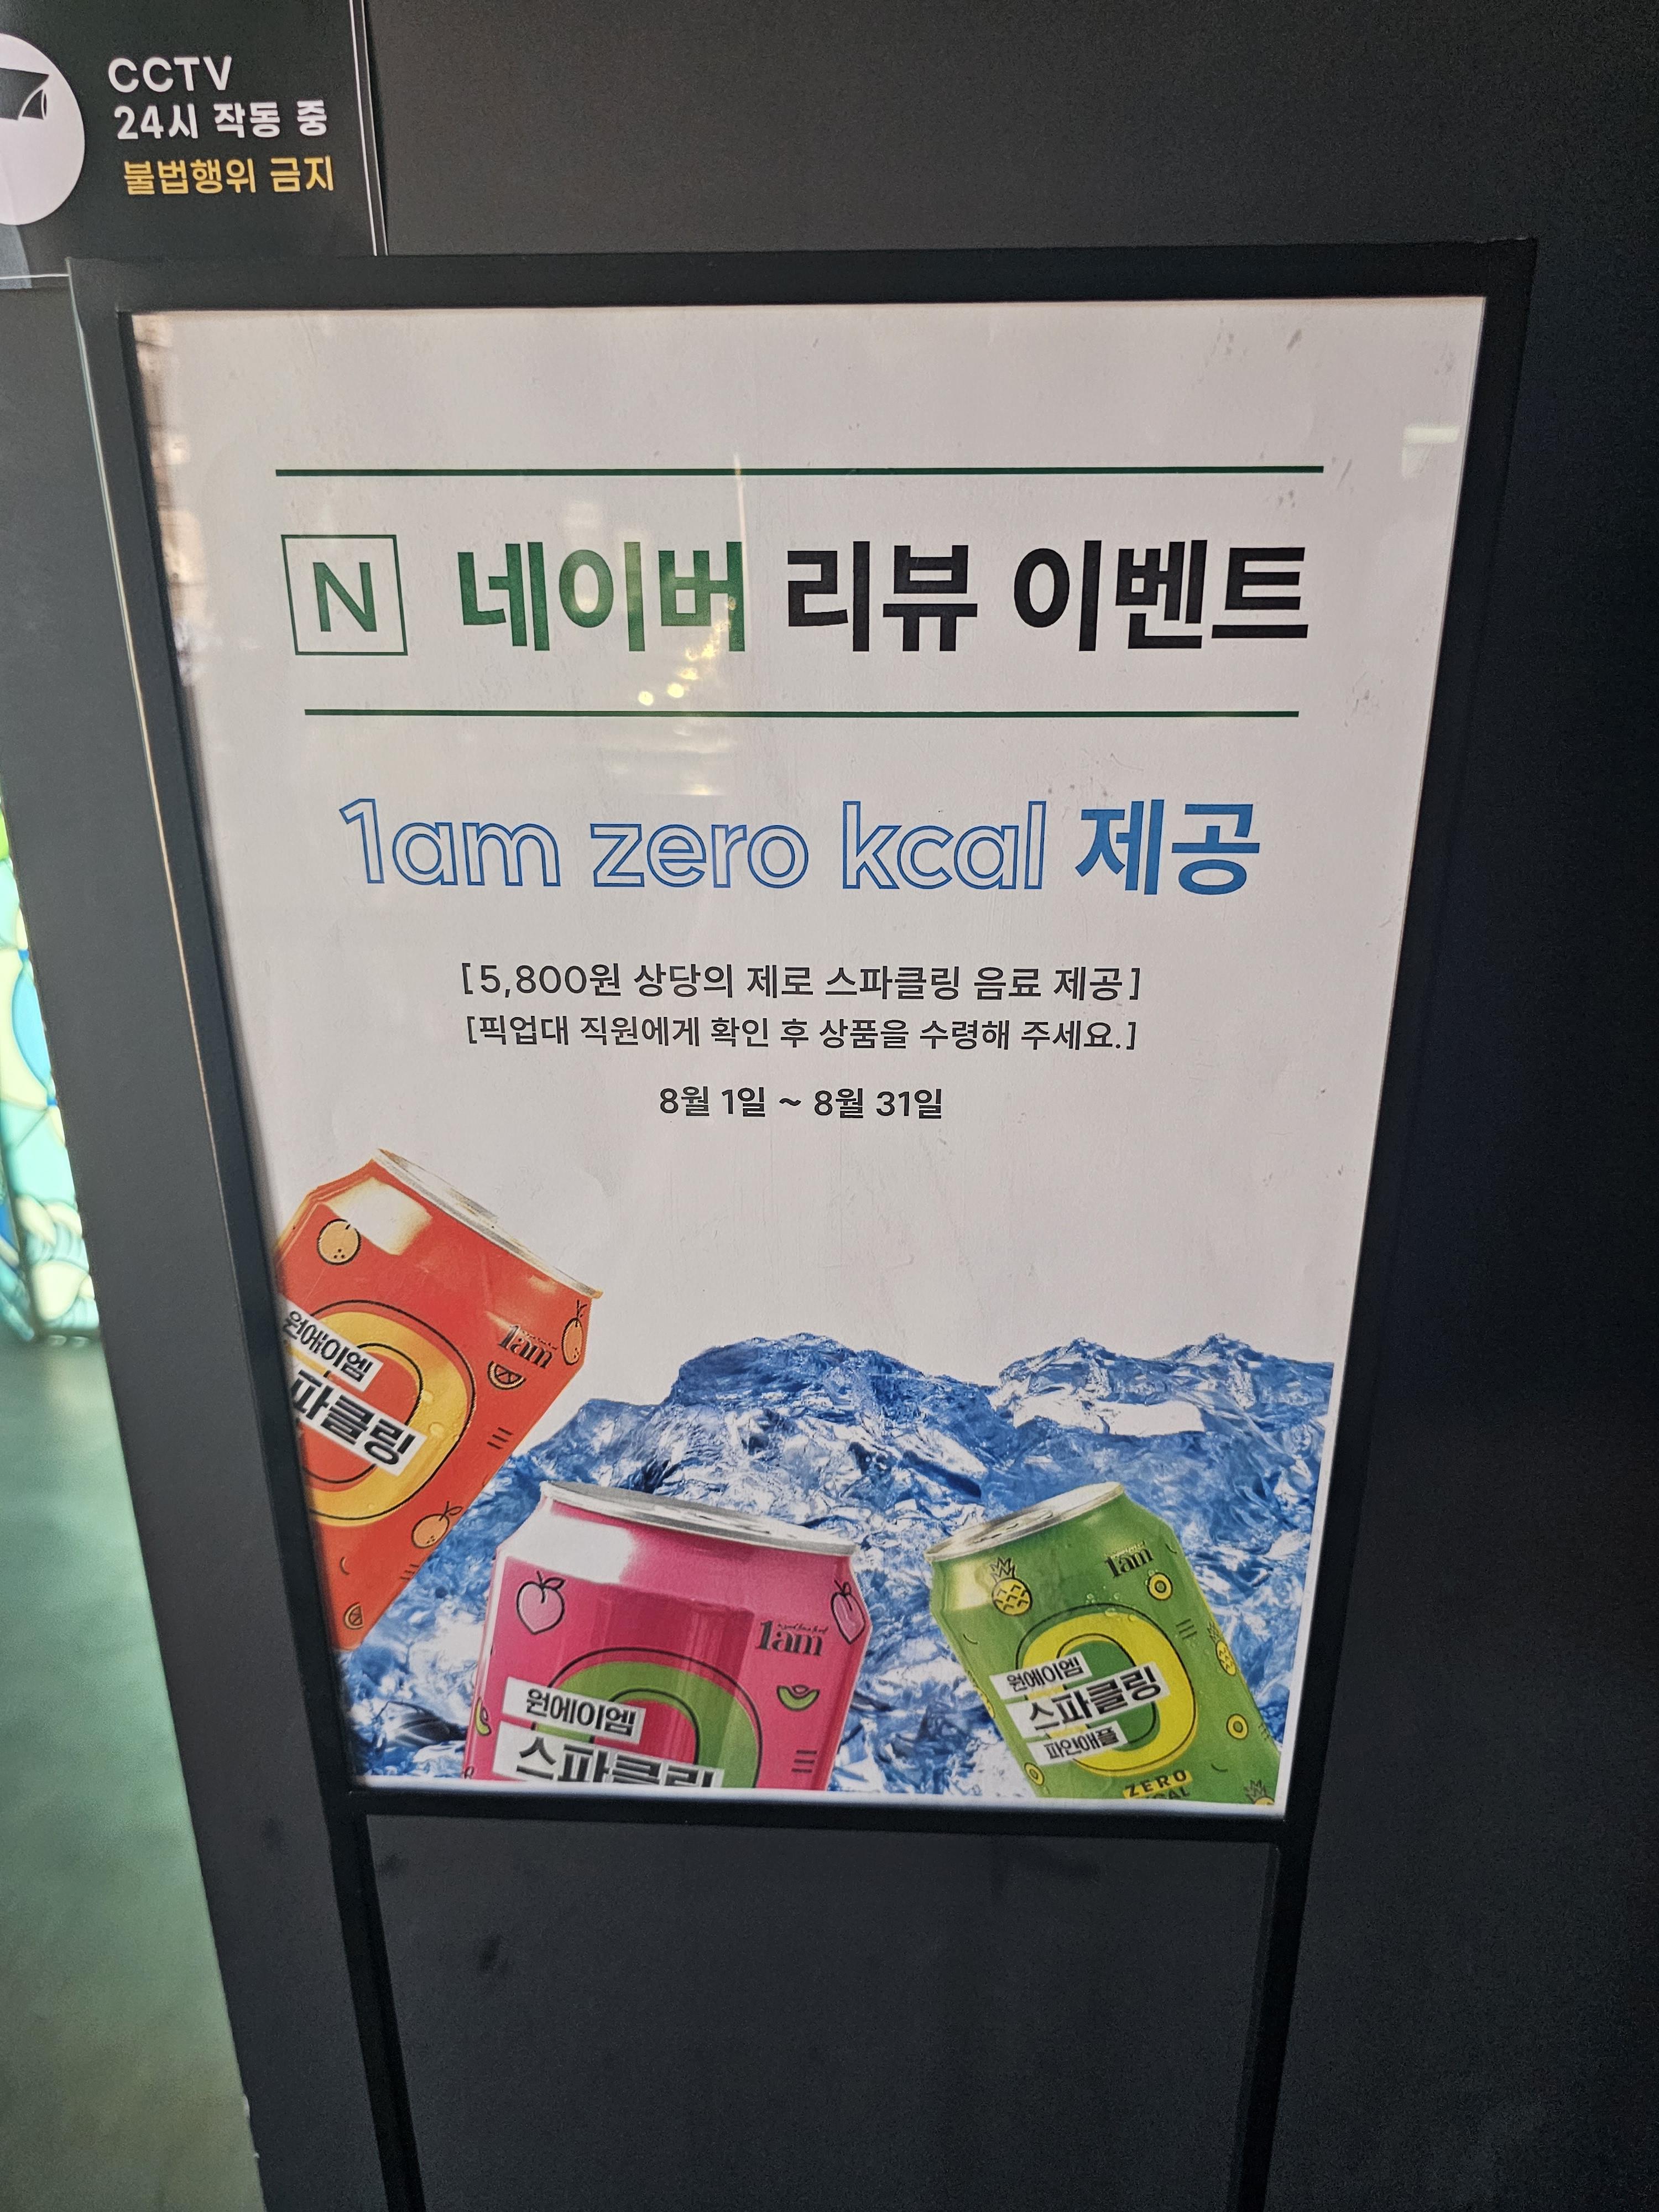 CCTV
24시 작동 중
불법행위 금지
N 네이버 리뷰 이벤트
1am zero kcal 제공
[5,800원 상당의 제로 스파클링 음료 제공]
[픽업대 직원에게 확인 후 상품을 수령해 주세요.]
8월 1일 ~ 8월 31일
1am
원에이엠
파클링
1am
원에이엠
스파클링
1am
원에이엠
스파클링
파인애플
ZERO